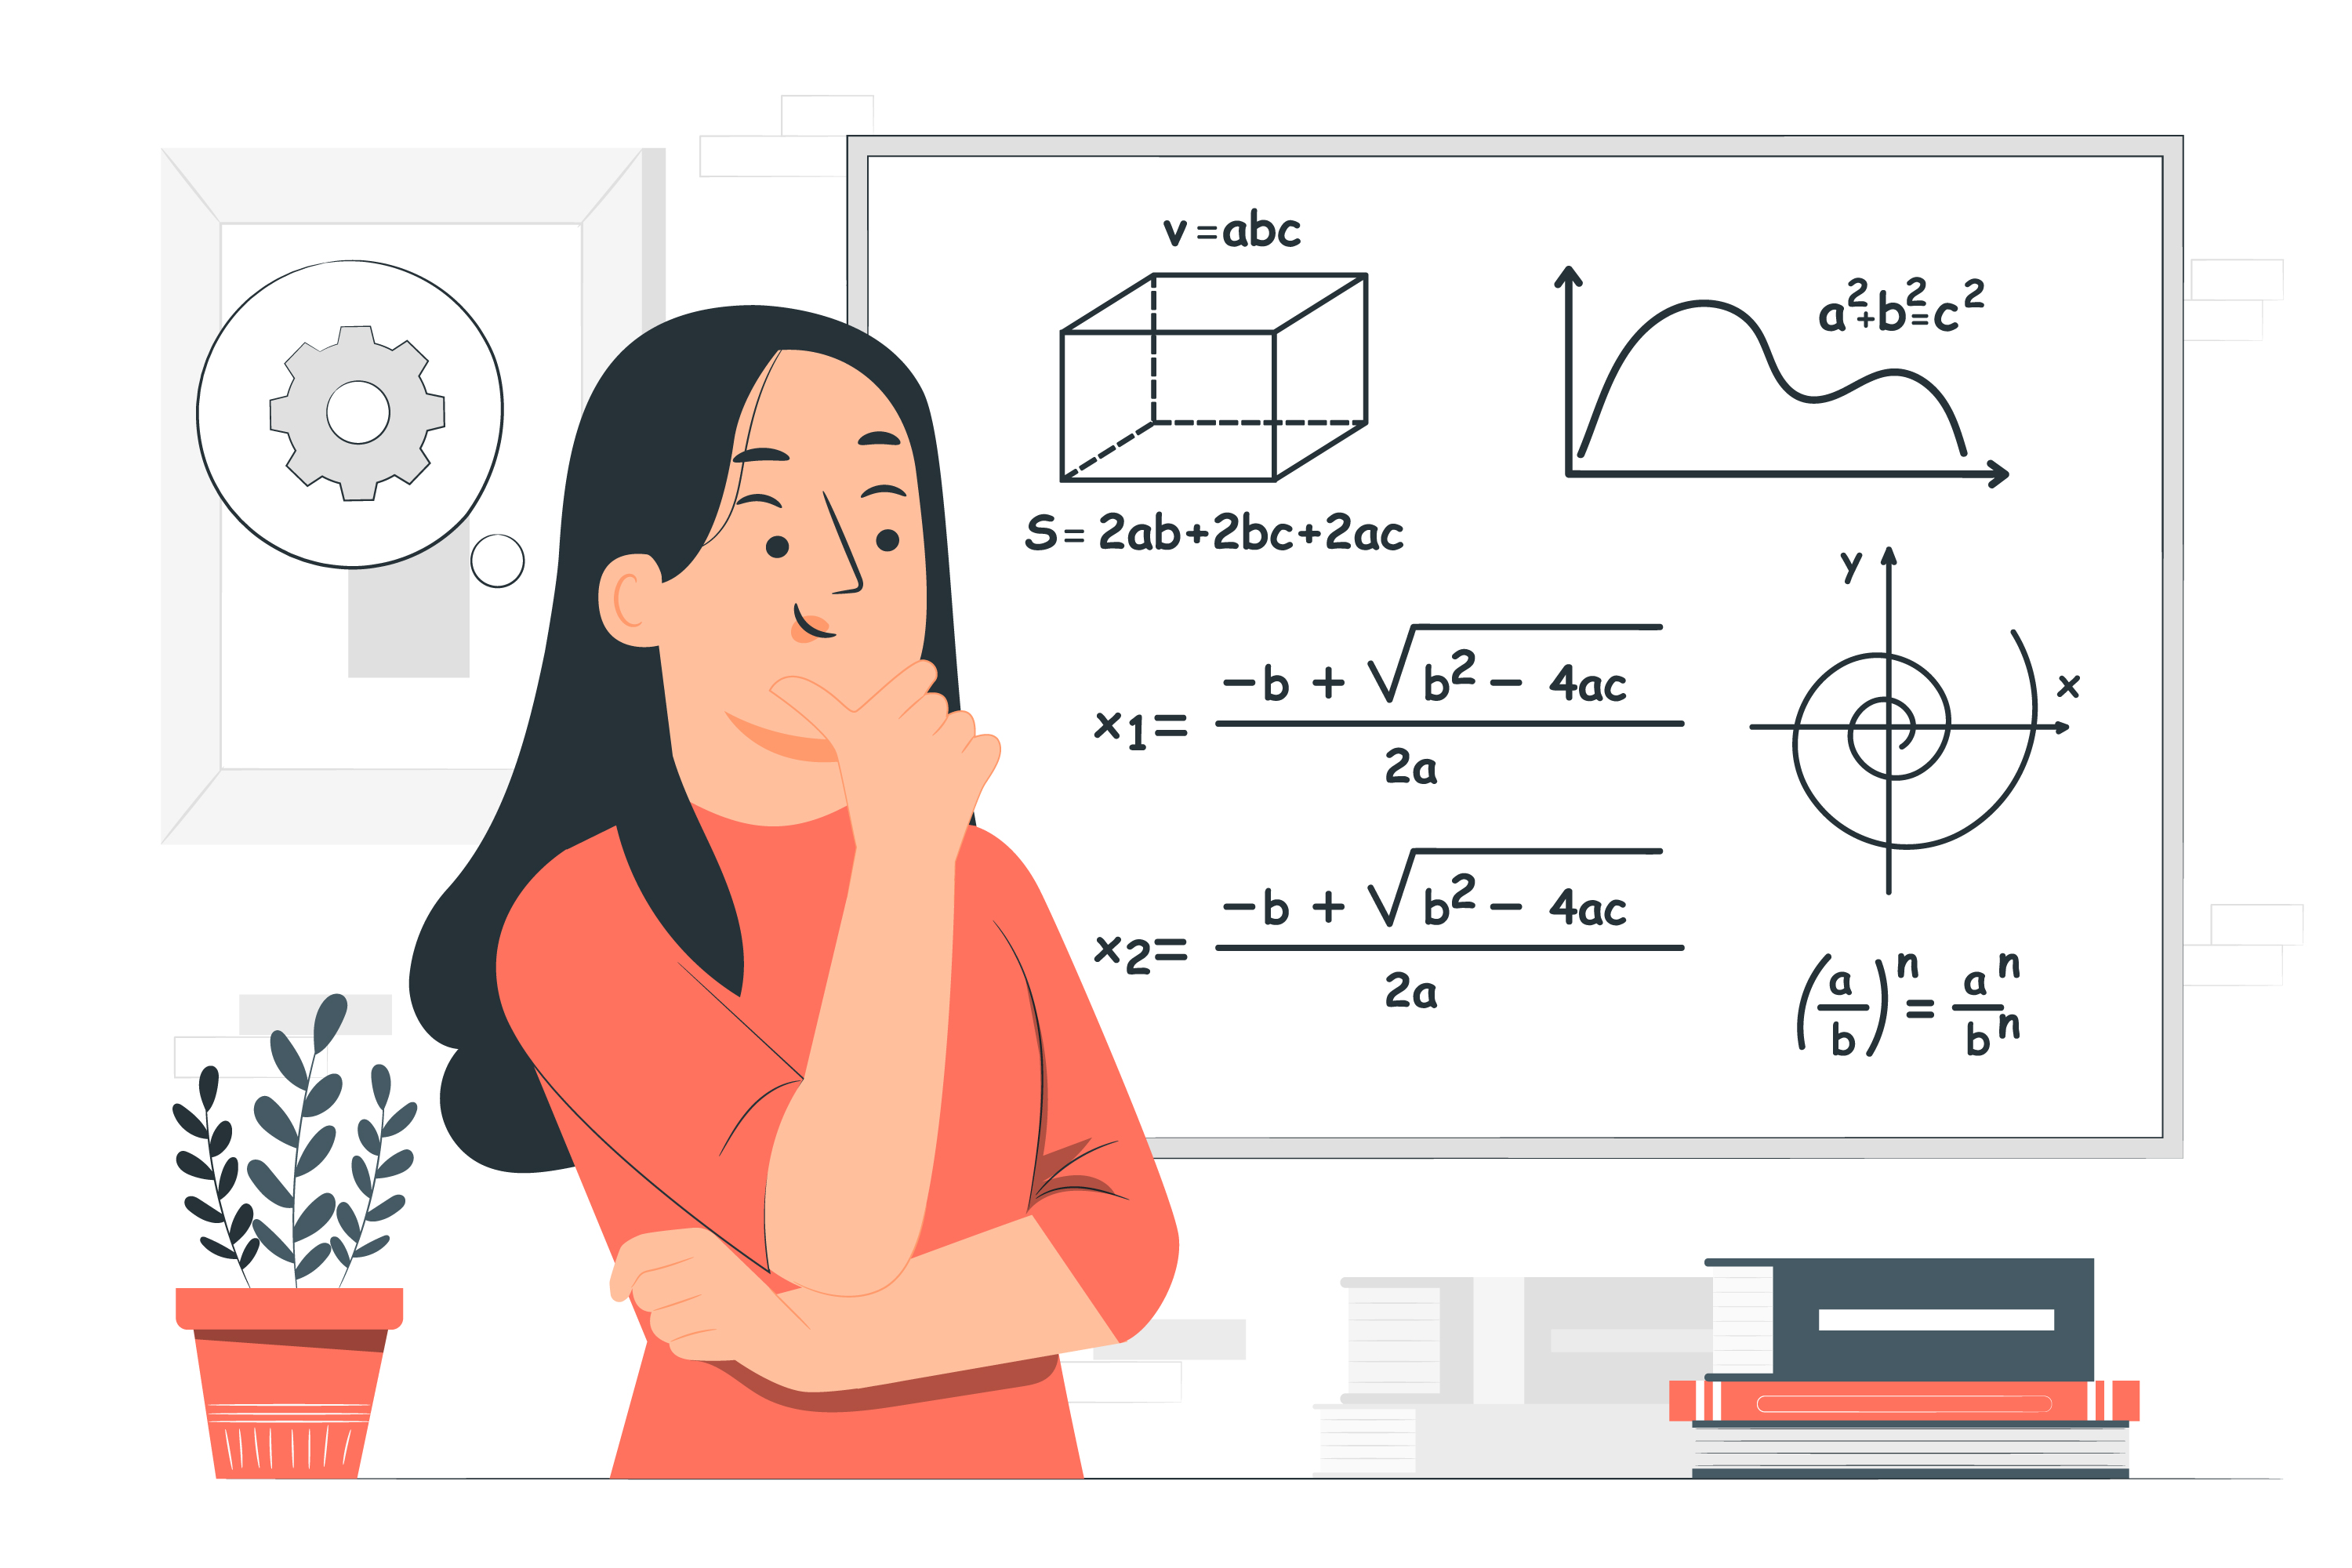 v = abc
a² + b² = c²
s = 2ab+2bc+2ac
y
x
x₁ = (-b + √(b² - 4ac)) / 2a
x₂ = (-b + √(b² - 4ac)) / 2a
(a/b)ⁿ = aⁿ/bⁿ